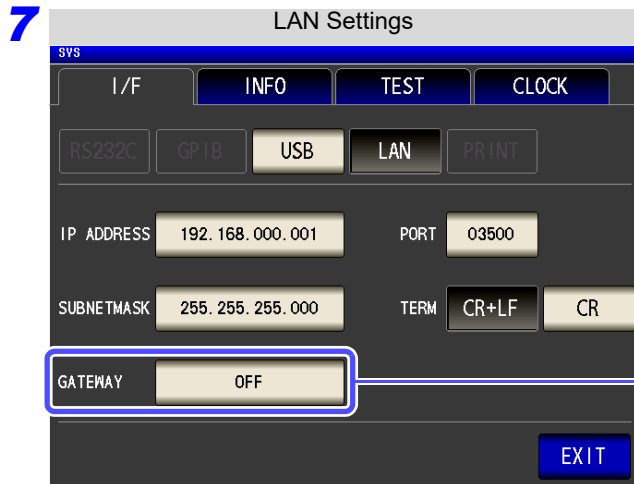 7
LAN Settings
SYS
I/F INFO TEST CLOCK
RS232C GPIB USB LAN PRINT
IP ADDRESS 192.168.000.001 PORT 03500
SUBNETMASK 255.255.255.000 TERM CR+LF CR
GATEWAY OFF
EXIT